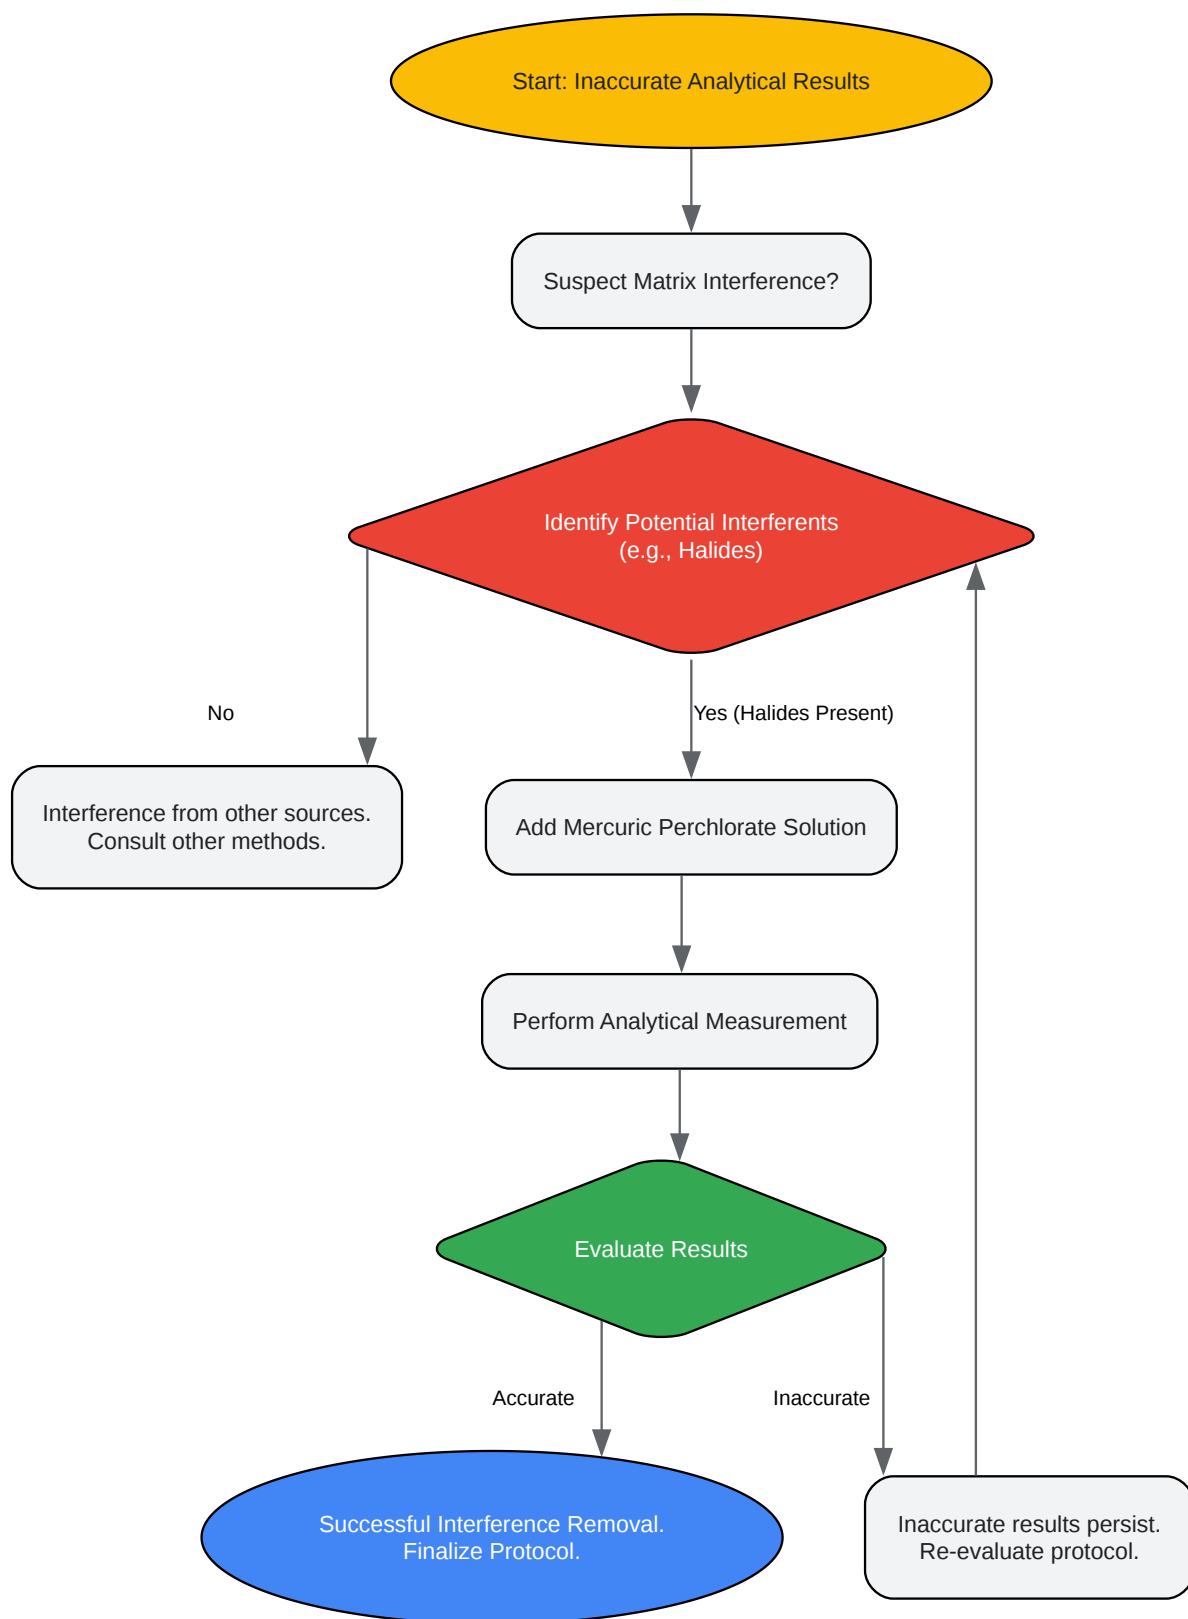 Start: Inaccurate Analytical Results
Suspect Matrix Interference?
Identify Potential Interferents
(e.g., Halides)
No
Yes (Halides Present)
Interference from other sources.
Consult other methods.
Add Mercuric Perchlorate Solution
Perform Analytical Measurement
Evaluate Results
Accurate
Inaccurate
Successful Interference Removal.
Finalize Protocol.
Inaccurate results persist.
Re-evaluate protocol.